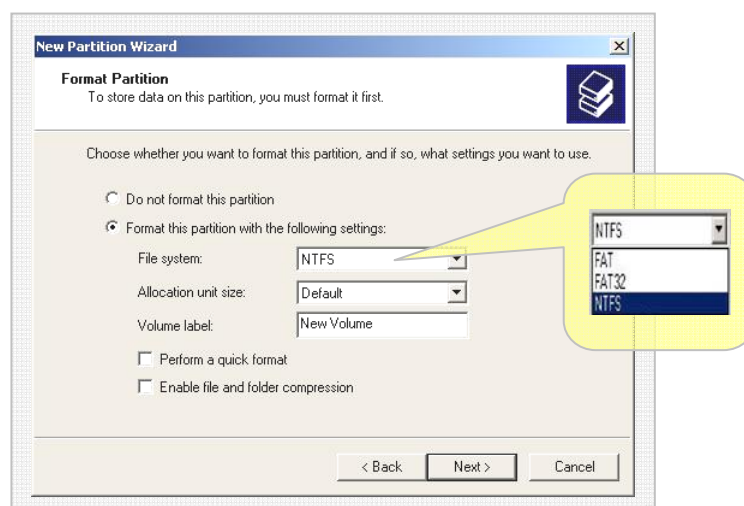 New Partition Wizard
Format Partition
To store data on this partition, you must format it first.
Choose whether you want to format this partition, and if so, what settings you want to use.
Do not format this partition
Format this partition with the following settings:
File system: NTFS
Allocation unit size: Default
Volume label: New Volume
Perform a quick format
Enable file and folder compression
< Back Next > Cancel
NTFS
FAT
FAT32
NTFS